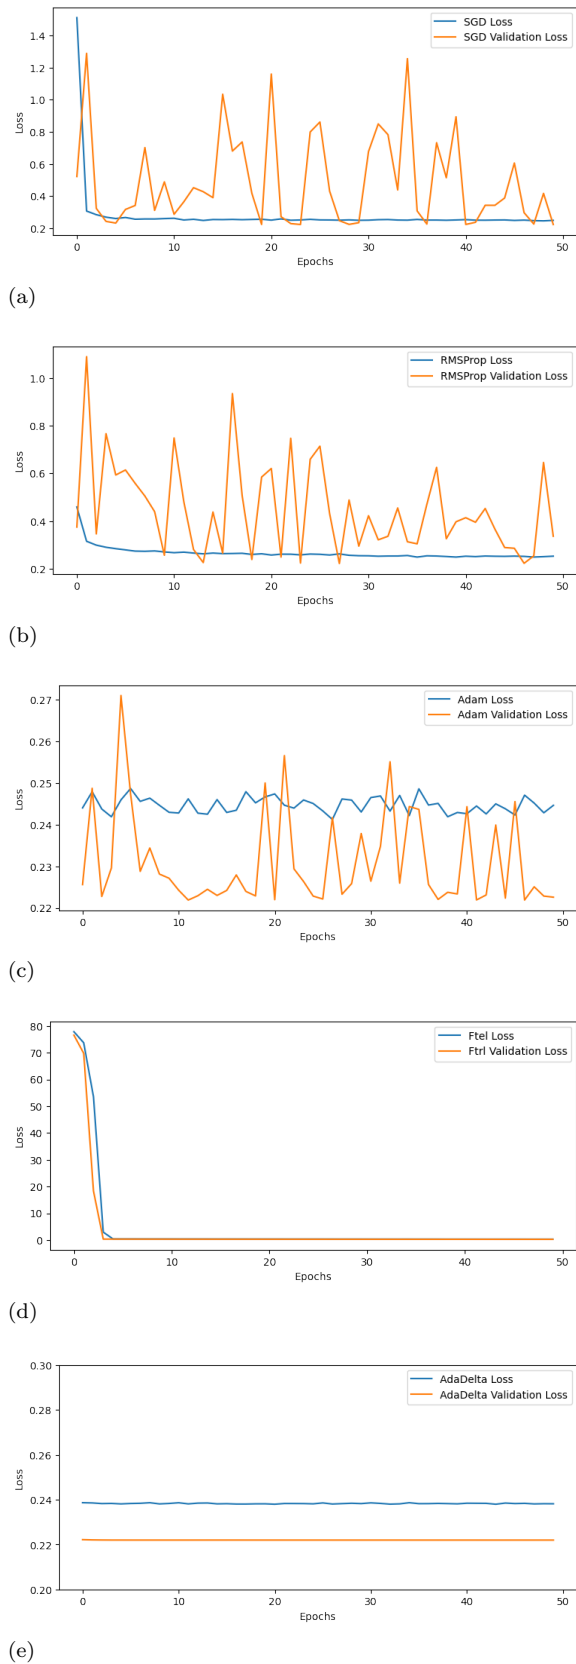 1.4
1.2
1.0
0.8
0.6
0.4
0.2
Loss
SGD Loss
SGD Validation Loss
0
10
20
30
40
50
Epochs
(a)
1.0
0.8
0.6
0.4
0.2
Loss
RMSProp Loss
RMSProp Validation Loss
0
10
20
30
40
50
Epochs
(b)
0.27
0.26
0.25
0.24
0.23
0.22
Loss
Adam Loss
Adam Validation Loss
0
10
20
30
40
50
Epochs
(c)
80
70
60
50
40
30
20
10
0
Loss
Ftel Loss
Ftrl Validation Loss
0
10
20
30
40
50
Epochs
(d)
0.30
0.28
0.26
0.24
0.22
0.20
Loss
AdaDelta Loss
AdaDelta Validation Loss
0
10
20
30
40
50
Epochs
(e)